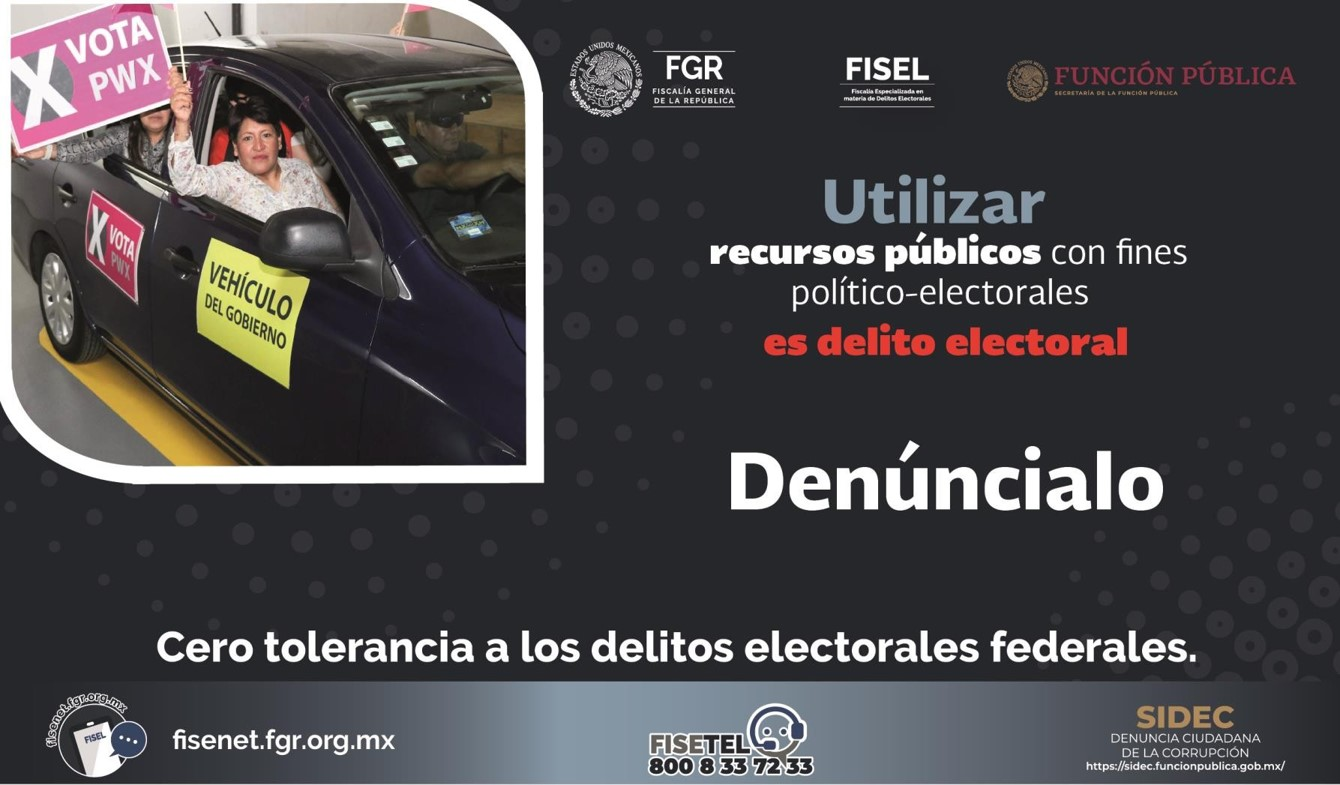 X VOTA
PWX
X VOTA
PWX
VEHÍCULO
DEL GOBIERNO
ESTADOS UNIDOS MEXICANOS
FGR
FISCALÍA GENERAL
DE LA REPÚBLICA
FISEL
Fiscalía Especializada en
materia de Delitos Electorales
FUNCIÓN PÚBLICA
SECRETARÍA DE LA FUNCIÓN PÚBLICA
Utilizar
recursos públicos con fines
político-electorales
es delito electoral
Denúncialo
Cero tolerancia a los delitos electorales federales.
fisenet.fgr.org.mx
FISEL
fisenet.fgr.org.mx
FISETEL
800 8 33 72 33
SIDEC
DENUNCIA CIUDADANA
DE LA CORRUPCIÓN
https://sidec.funcionpublica.gob.mx/